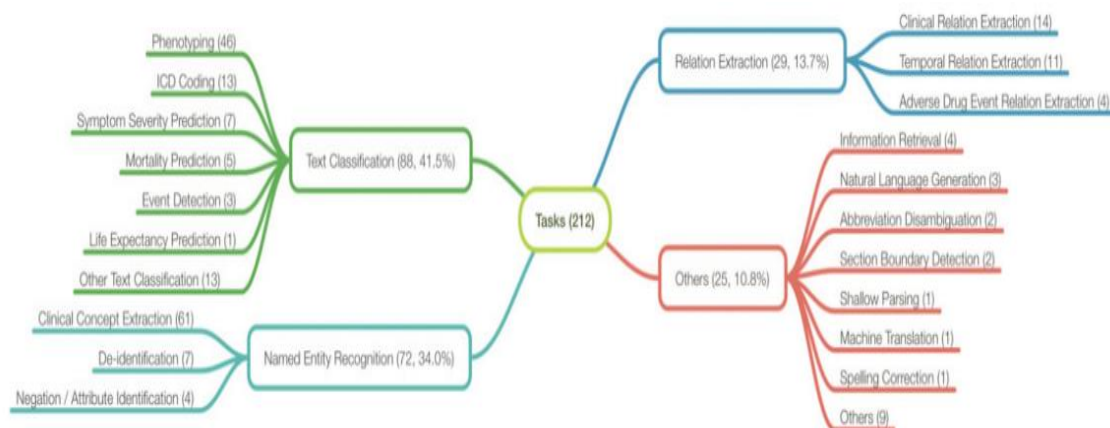 Phenotyping (46)
ICD Coding (13)
Symptom Severity Prediction (7)
Mortality Prediction (5)
Event Detection (3)
Life Expectancy Prediction (1)
Other Text Classification (13)
Text Classification (88, 41.5%)
Clinical Concept Extraction (61)
De-identification (7)
Negation / Attribute Identification (4)
Named Entity Recognition (72, 34.0%)
Tasks (212)
Relation Extraction (29, 13.7%)
Clinical Relation Extraction (14)
Temporal Relation Extraction (11)
Adverse Drug Event Relation Extraction (4)
Others (25, 10.8%)
Information Retrieval (4)
Natural Language Generation (3)
Abbreviation Disambiguation (2)
Section Boundary Detection (2)
Shallow Parsing (1)
Machine Translation (1)
Spelling Correction (1)
Others (9)